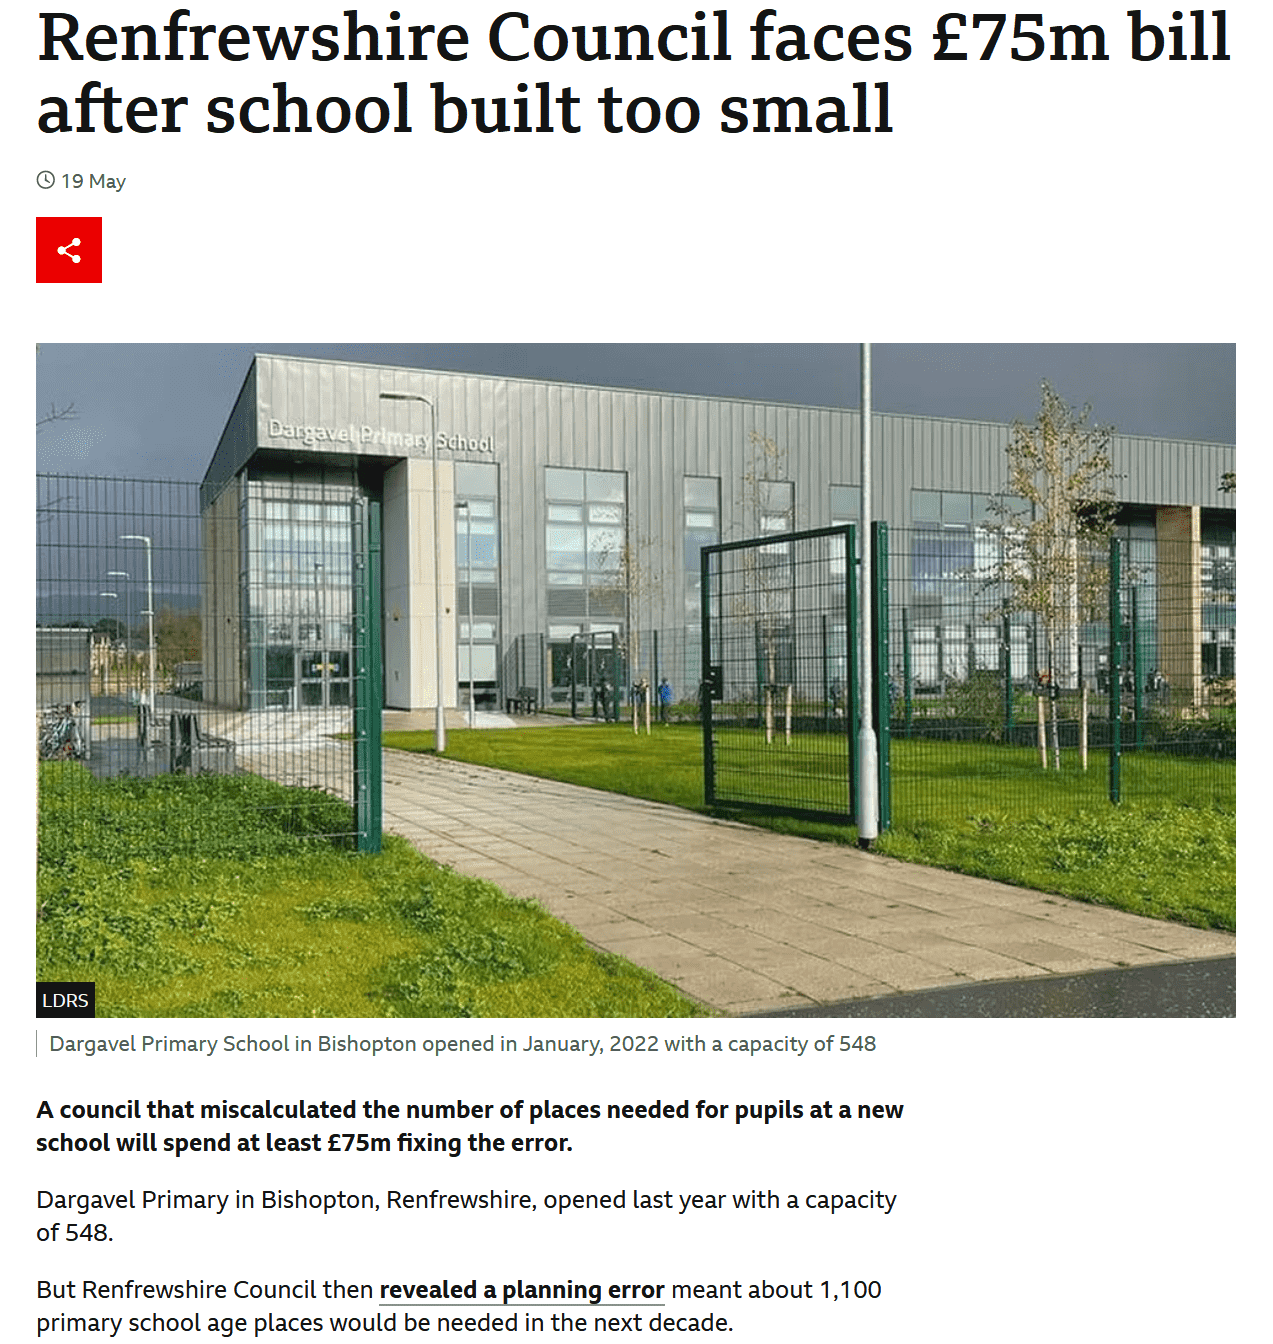 Renfrewshire Council faces £75m bill
after school built too small
19 May
Dargavel Primary School
LDRS
Dargavel Primary School in Bishopton opened in January, 2022 with a capacity of 548
A council that miscalculated the number of places needed for pupils at a new
school will spend at least £75m fixing the error.
Dargavel Primary in Bishopton, Renfrewshire, opened last year with a capacity
of 548.
But Renfrewshire Council then revealed a planning error meant about 1,100
primary school age places would be needed in the next decade.